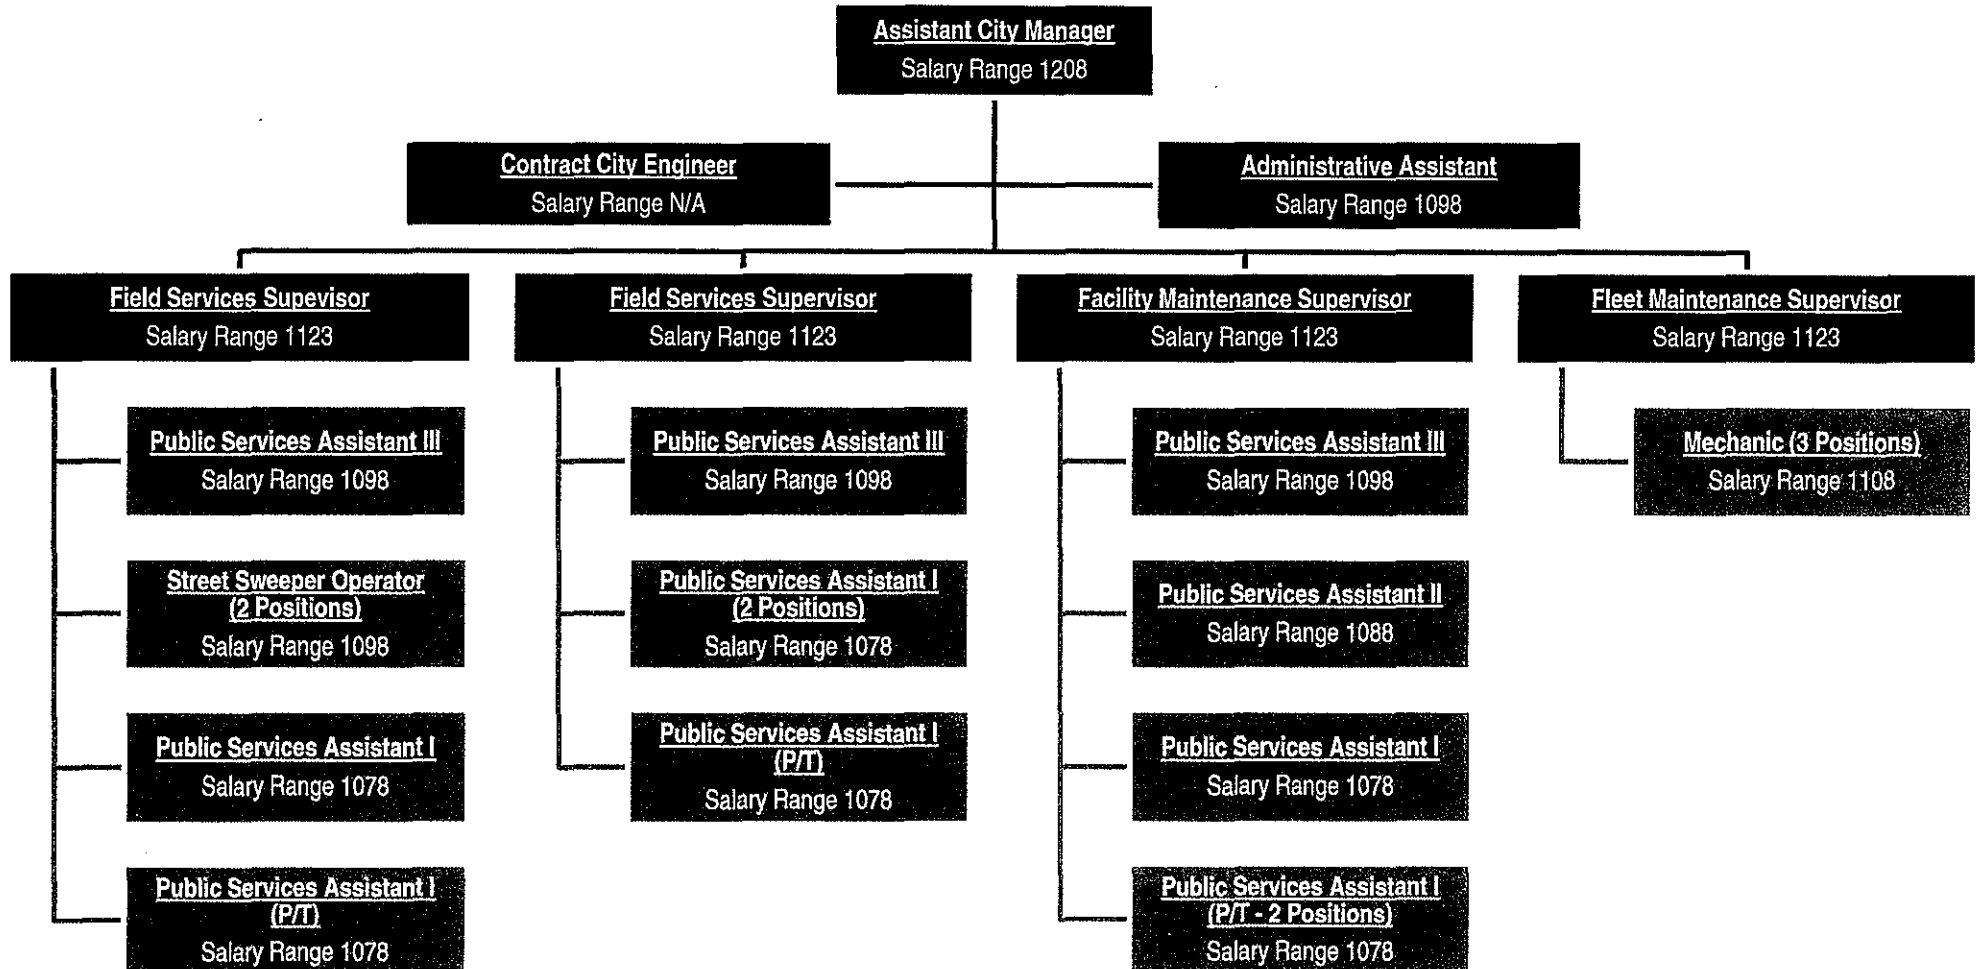 Assistant City Manager
Salary Range 1208
Contract City Engineer
Salary Range N/A
Administrative Assistant
Salary Range 1098
Field Services Supevisor
Salary Range 1123
Field Services Supervisor
Salary Range 1123
Facility Maintenance Supervisor
Salary Range 1123
Fleet Maintenance Supervisor
Salary Range 1123
Public Services Assistant III
Salary Range 1098
Street Sweeper Operator
(2 Positions)
Salary Range 1098
Public Services Assistant I
Salary Range 1078
Public Services Assistant I
(P/T)
Salary Range 1078
Public Services Assistant III
Salary Range 1098
Public Services Assistant I
(2 Positions)
Salary Range 1078
Public Services Assistant I
(P/T)
Salary Range 1078
Public Services Assistant III
Salary Range 1098
Public Services Assistant II
Salary Range 1088
Public Services Assistant I
Salary Range 1078
Public Services Assistant I
(P/T - 2 Positions)
Salary Range 1078
Mechanic (3 Positions)
Salary Range 1108